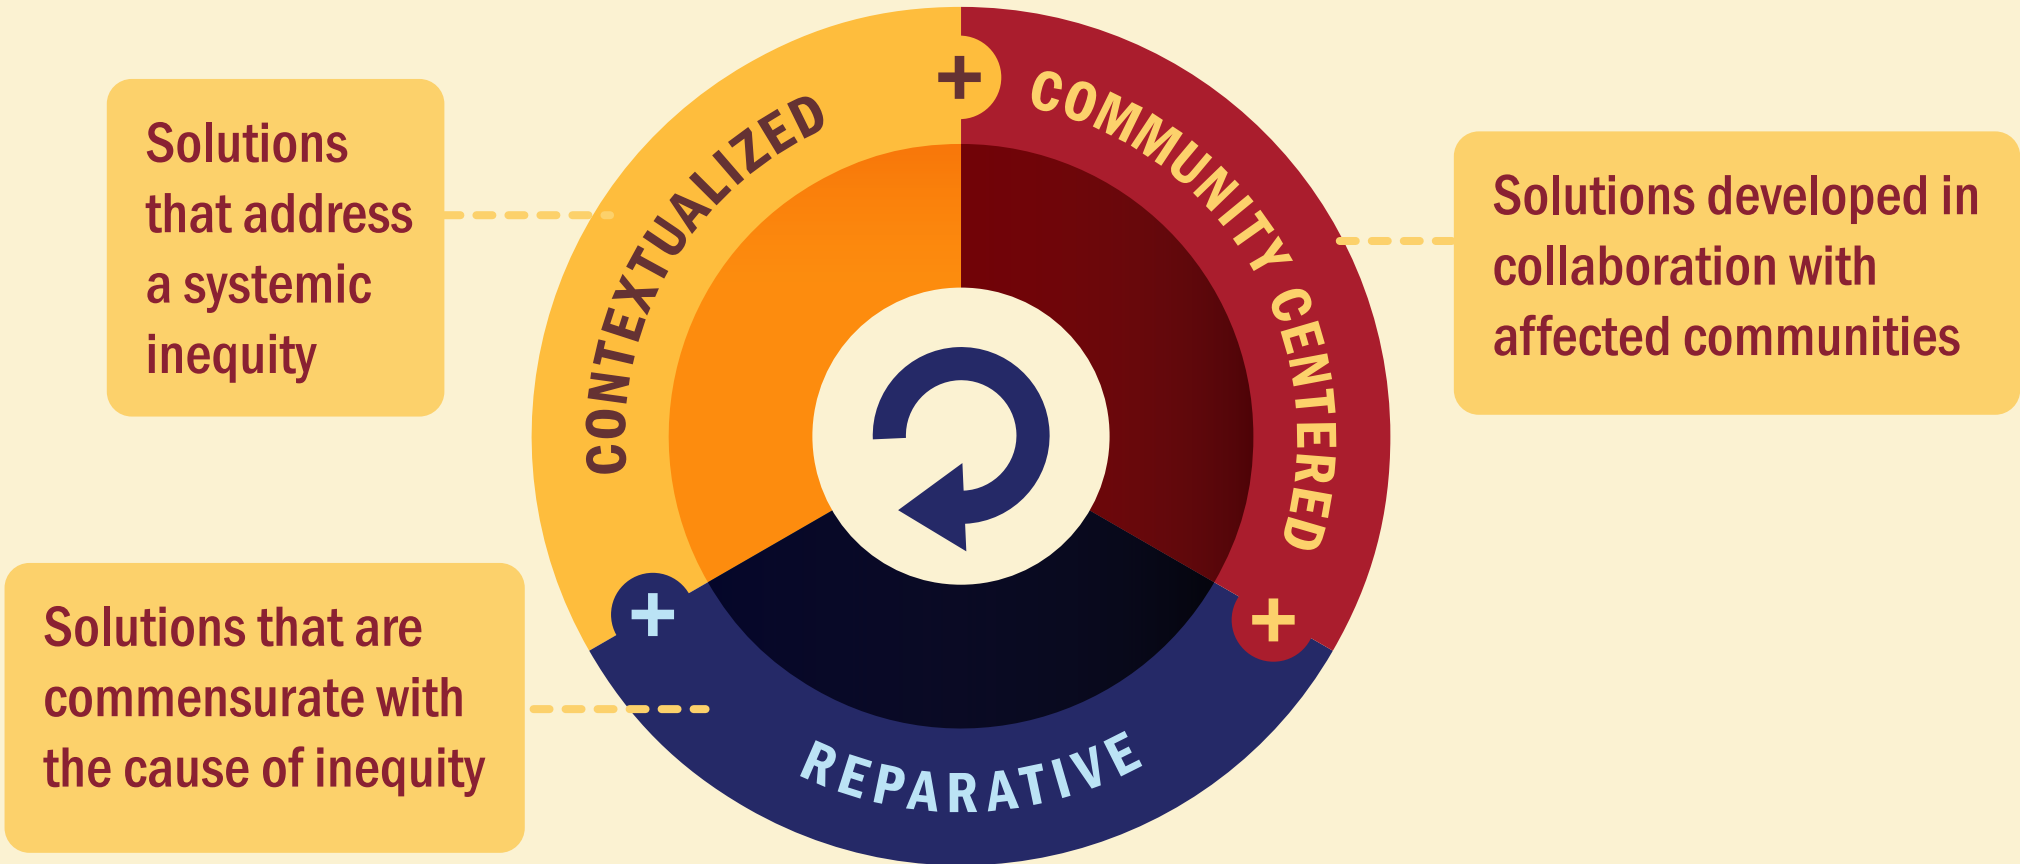 Solutions
that address
a systemic
inequity
CONTEXTUALIZED
+
COMMUNITY CENTERED
Solutions developed in
collaboration with
affected communities
Solutions that are
commensurate with
the cause of inequity
+
+
REPARATIVE